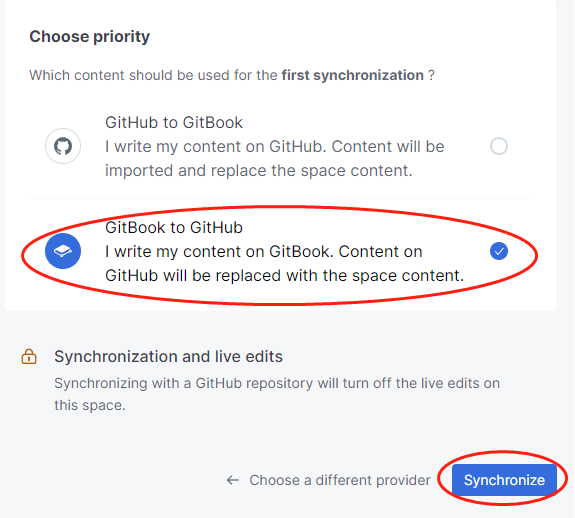 Choose priority
Which content should be used for the first synchronization ?
GitHub to GitBook
I write my content on GitHub. Content will be
imported and replace the space content.
GitBook to GitHub
I write my content on GitBook. Content on
GitHub will be replaced with the space content.
Synchronization and live edits
Synchronizing with a GitHub repository will turn off the live edits on
this space.
← Choose a different provider
Synchronize